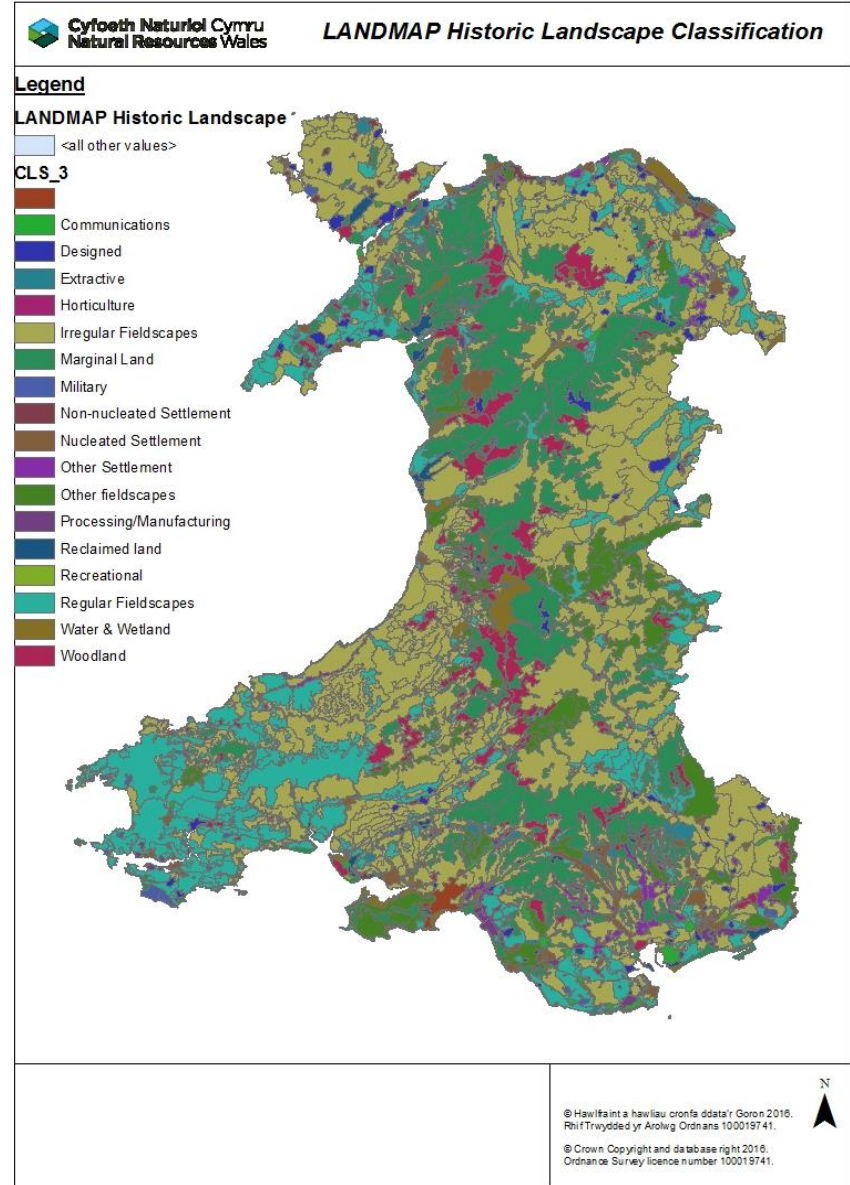 Cyfoeth Naturiol Cymru
Natural Resources Wales
LANDMAP Historic Landscape Classification
Legend
LANDMAP Historic Landscape
<all other values>
CLS_3
Communications
Designed
Extractive
Horticulture
Irregular Fieldscapes
Marginal Land
Military
Non-nucleated Settlement
Nucleated Settlement
Other Settlement
Other fieldscapes
Processing/Manufacturing
Reclaimed land
Recreational
Regular Fieldscapes
Water & Wetland
Woodland
N
© Hawlfraint a hawliau cronfa ddata'r Goron 2016.
Rhif Trwydded yr Arolwg Ordnans 100019741.
© Crown Copyright and database right 2016.
Ordnance Survey licence number 100019741.